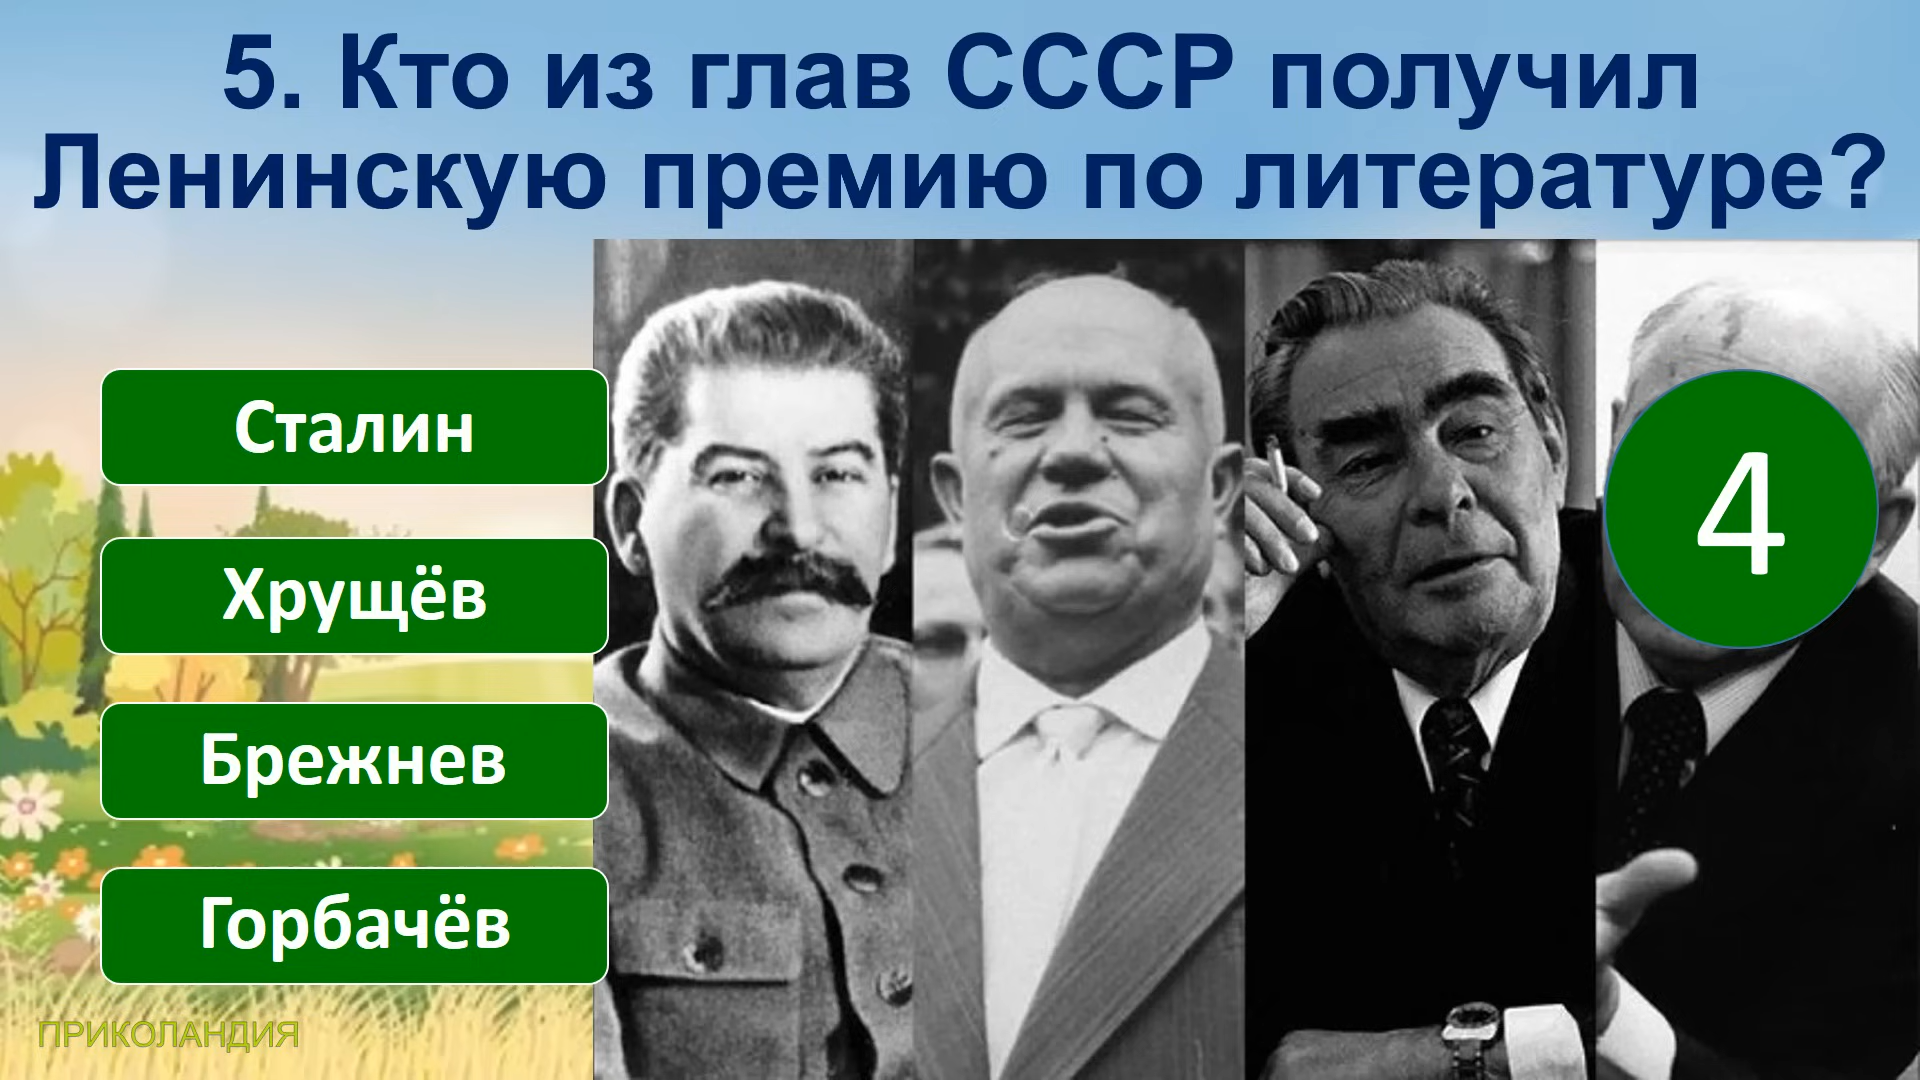 5. Кто из глав СССР получил
Ленинскую премию по литературе?
Сталин
Хрущёв
Брежнев
Горбачёв
4
ПРИКОЛАНДИЯ